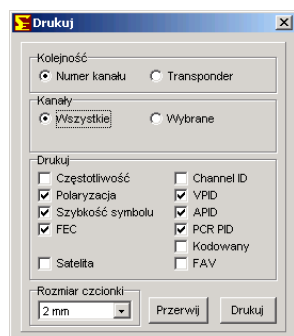 Drukuj
Kolejność
Numer kanału Transponder
Kanały
Wszystkie Wybrane
Drukuj
Częstotliwość Channel ID
Polaryzacja VPID
Szybkość symbolu APID
FEC PCR PID
Kodowany
Satelita FAV
Rozmiar czcionki
2 mm Przerwij Drukuj